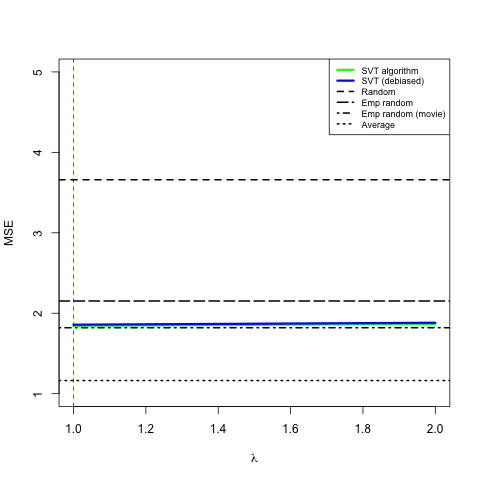 SVT algorithm
SVT (debiased)
Random
Emp random
Emp random (movie)
Average
MSE
5
4
3
2
1
1.0 1.2 1.4 1.6 1.8 2.0
λ